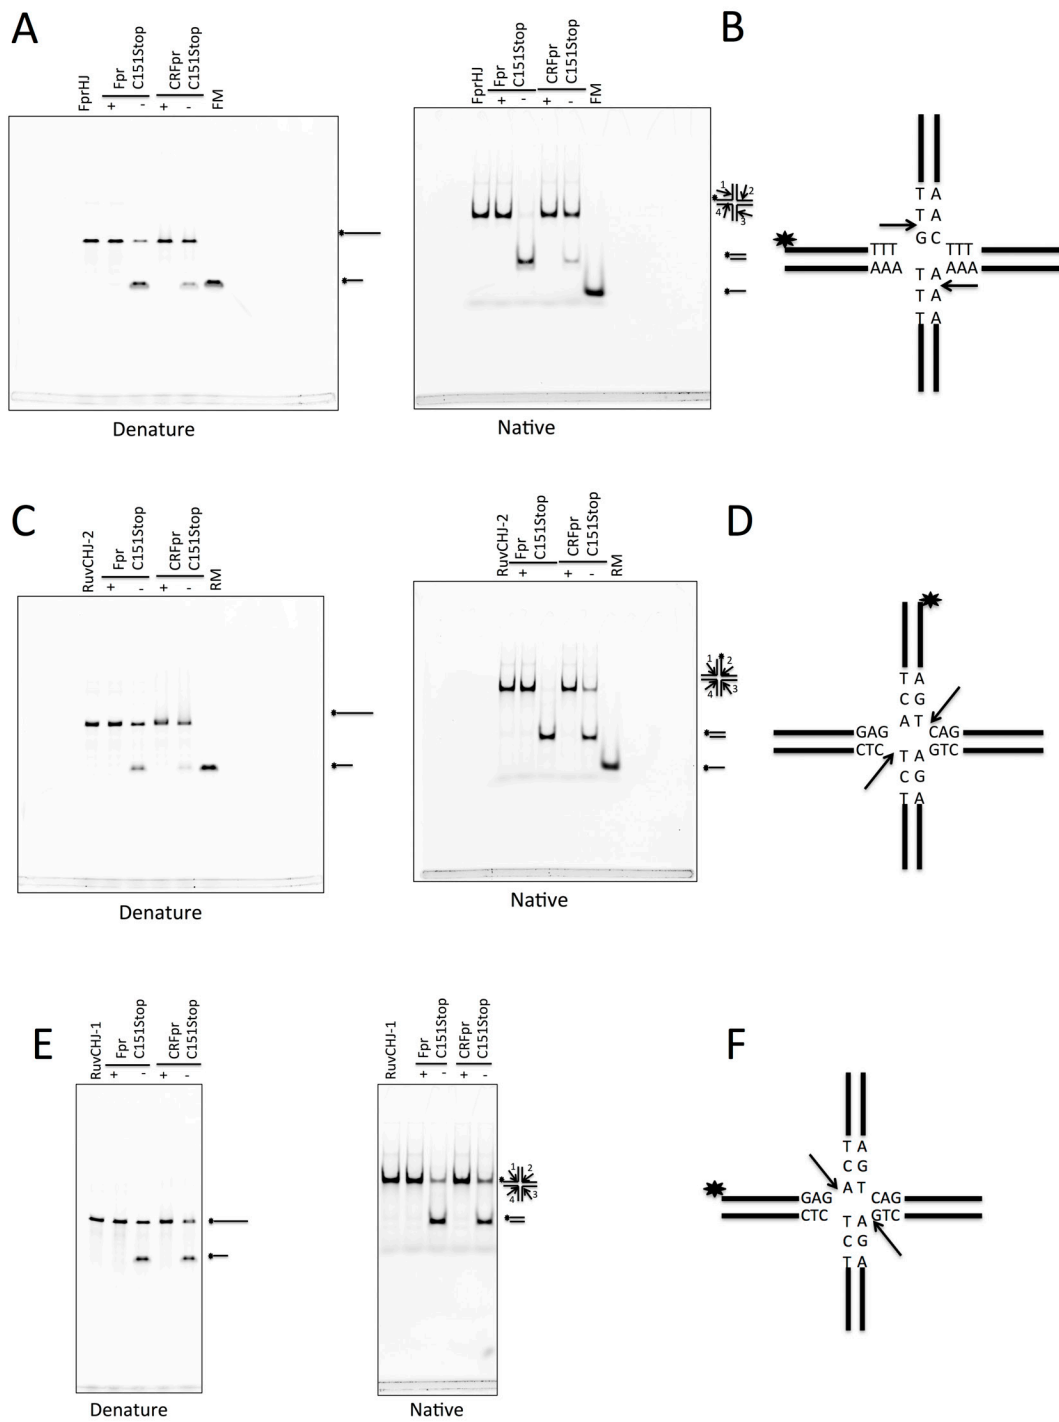 A
FprHJ
Fpr
C151Stop
CRFpr
C151Stop
FM
+ - + -
Denature
FprHJ
Fpr
C151Stop
CRFpr
C151Stop
FM
+ - + -
1 2
4 3
Native
B
T A
T A
G C
TTT TTT
AAA AAA
T A
T A
T A
C
RuvCHJ-2
Fpr
C151Stop
CRFpr
C151Stop
RM
+ - + -
Denature
RuvCHJ-2
Fpr
C151Stop
CRFpr
C151Stop
RM
+ - + -
1 2
4 3
Native
D
T A
C G
A T
GAG CAG
CTC GTC
T A
C G
T A
E
RuvCHJ-1
Fpr
C151Stop
CRFpr
C151Stop
+ - + -
Denature
RuvCHJ-1
Fpr
C151Stop
CRFpr
C151Stop
+ - + -
1 2
4 3
Native
F
T A
C G
A T
GAG CAG
CTC GTC
T A
C G
T A